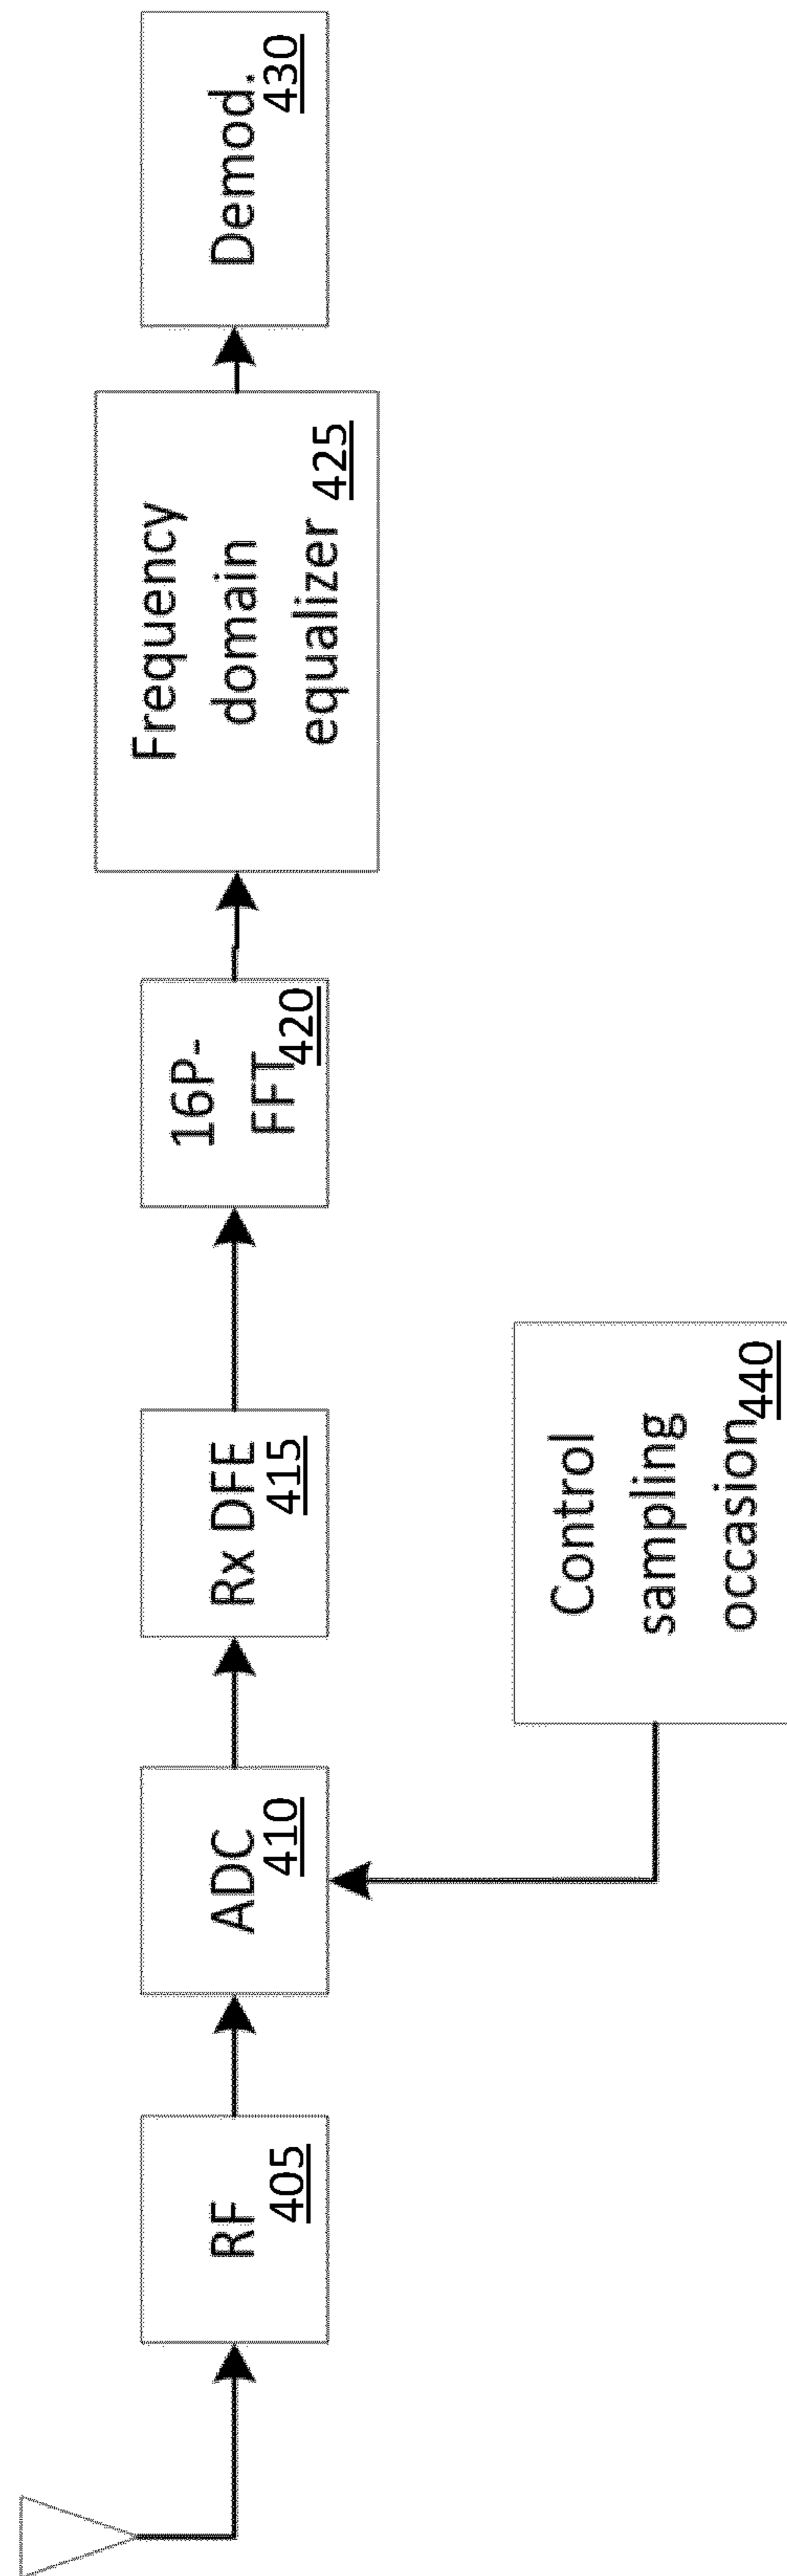 RF
405
ADC
410
Rx DFE
415
16P-
FFT
420
Frequency
domain
equalizer
425
Demod.
430
Control
sampling
occasion
440